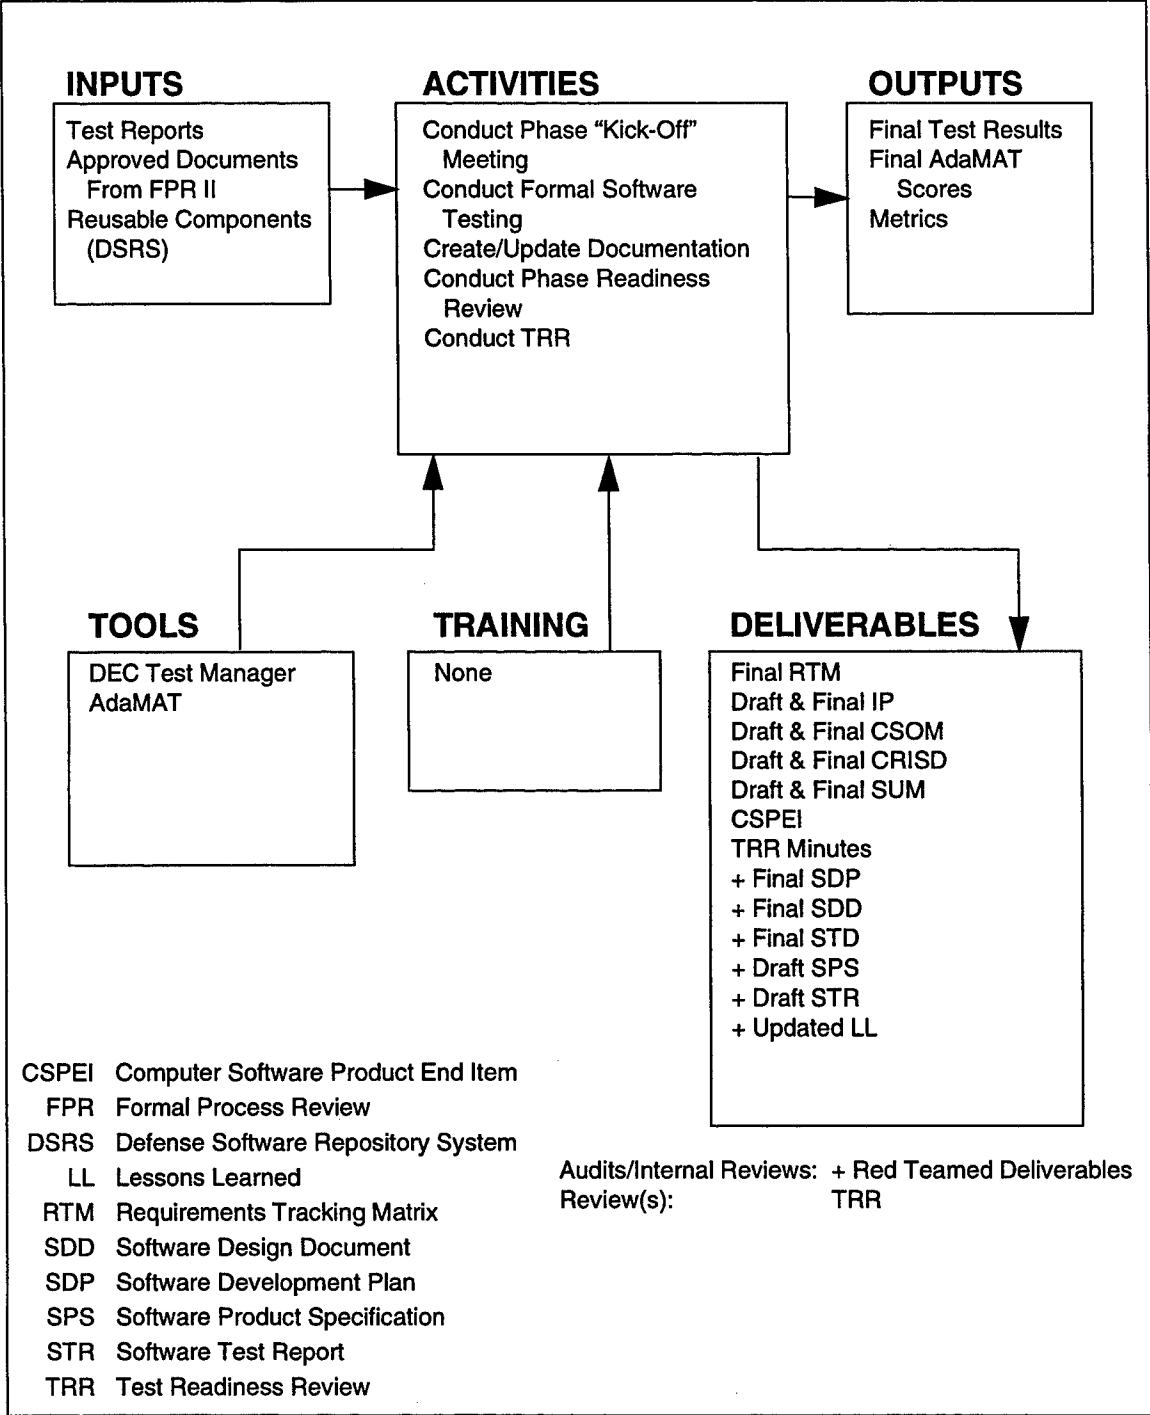 INPUTS
Test Reports
Approved Documents
From FPR II
Reusable Components
(DSRS)
ACTIVITIES
Conduct Phase “Kick-Off”
Meeting
Conduct Formal Software
Testing
Create/Update Documentation
Conduct Phase Readiness
Review
Conduct TRR
OUTPUTS
Final Test Results
Final AdaMAT
Scores
Metrics
TOOLS
DEC Test Manager
AdaMAT
TRAINING
None
DELIVERABLES
Final RTM
Draft & Final IP
Draft & Final CSOM
Draft & Final CRISD
Draft & Final SUM
CSPEI
TRR Minutes
+ Final SDP
+ Final SDD
+ Final STD
+ Draft SPS
+ Draft STR
+ Updated LL
CSPEI Computer Software Product End Item
FPR Formal Process Review
DSRS Defense Software Repository System
LL Lessons Learned
RTM Requirements Tracking Matrix
SDD Software Design Document
SDP Software Development Plan
SPS Software Product Specification
STR Software Test Report
TRR Test Readiness Review
Audits/Internal Reviews: + Red Teamed Deliverables
Review(s): TRR